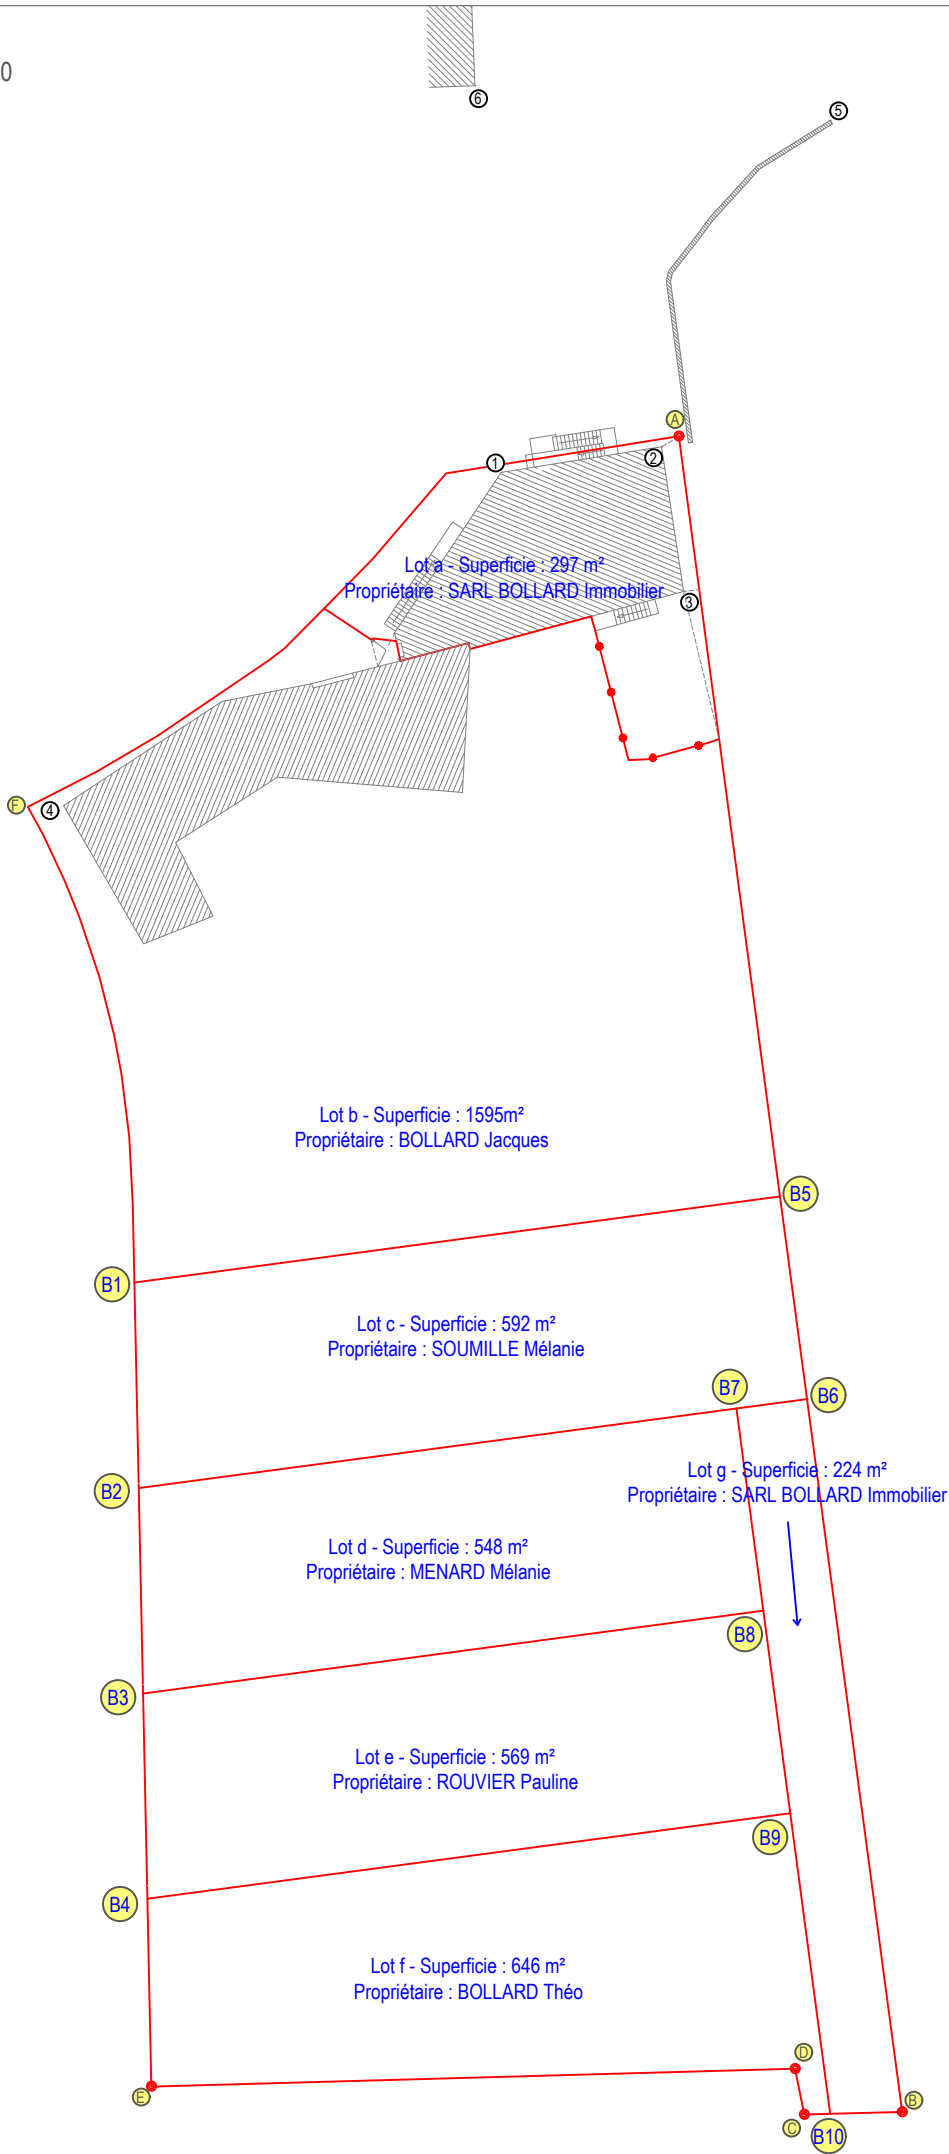 0
6
5
A
1
2
Lot a - Superficie : 297 m²
Propriétaire : SARL BOLLARD Immobilier
3
F
4
Lot b - Superficie : 1595m²
Propriétaire : BOLLARD Jacques
B5
B1
Lot c - Superficie : 592 m²
Propriétaire : SOUMILLE Mélanie
B7
B6
Lot g - Superficie : 224 m²
Propriétaire : SARL BOLLARD Immobilier
B2
Lot d - Superficie : 548 m²
Propriétaire : MENARD Mélanie
B8
B3
Lot e - Superficie : 569 m²
Propriétaire : ROUVIER Pauline
B9
B4
Lot f - Superficie : 646 m²
Propriétaire : BOLLARD Théo
D
E
B
C
B10